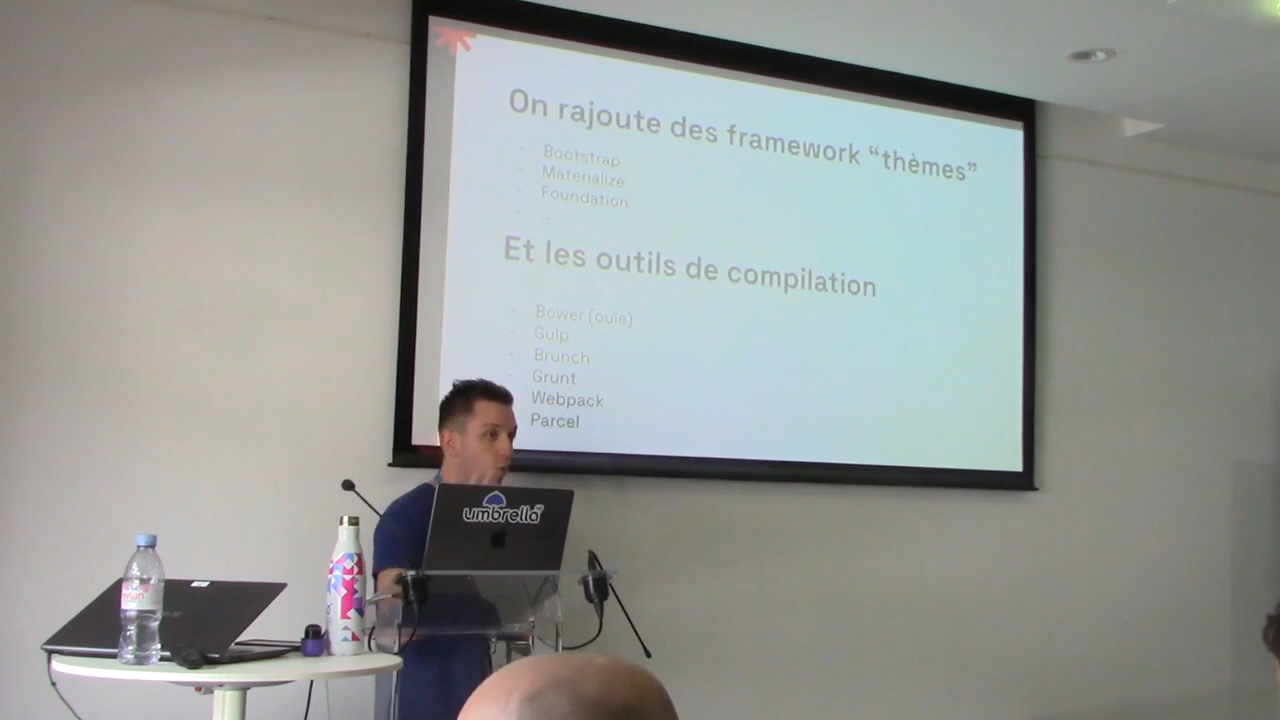 On rajoute des framework “thèmes”
- Bootstrap
- Materialize
- Foundation
- ...
Et les outils de compilation
- Bower (ouie)
- Gulp
- Brunch
- Grunt
Webpack
Parcel
umbrella
evian